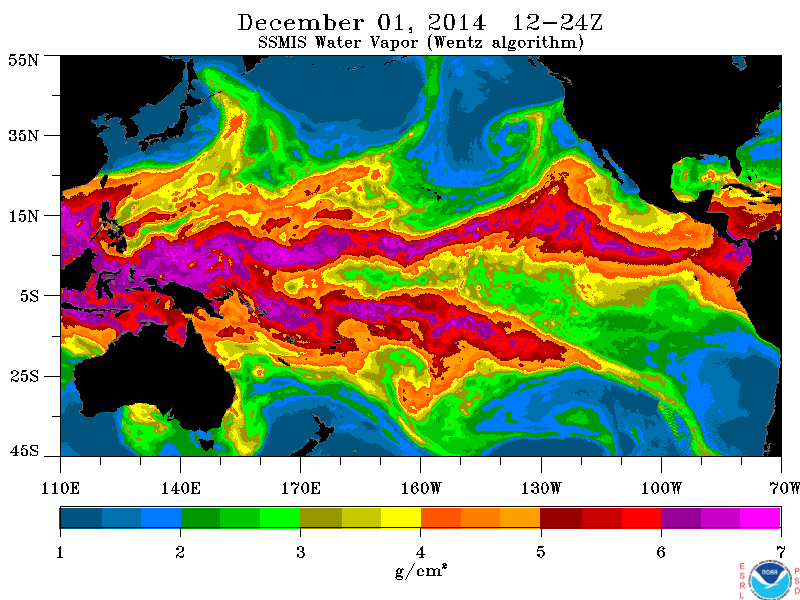 December 01, 2014 12-24Z
SSMIS Water Vapor (Wentz algorithm)
55N
35N
15N
5S
25S
45S
110E 140E 170E 160W 130W 100W 70W
1 2 3 4 5 6 7
g/cm²
ESRL NOAA PSD